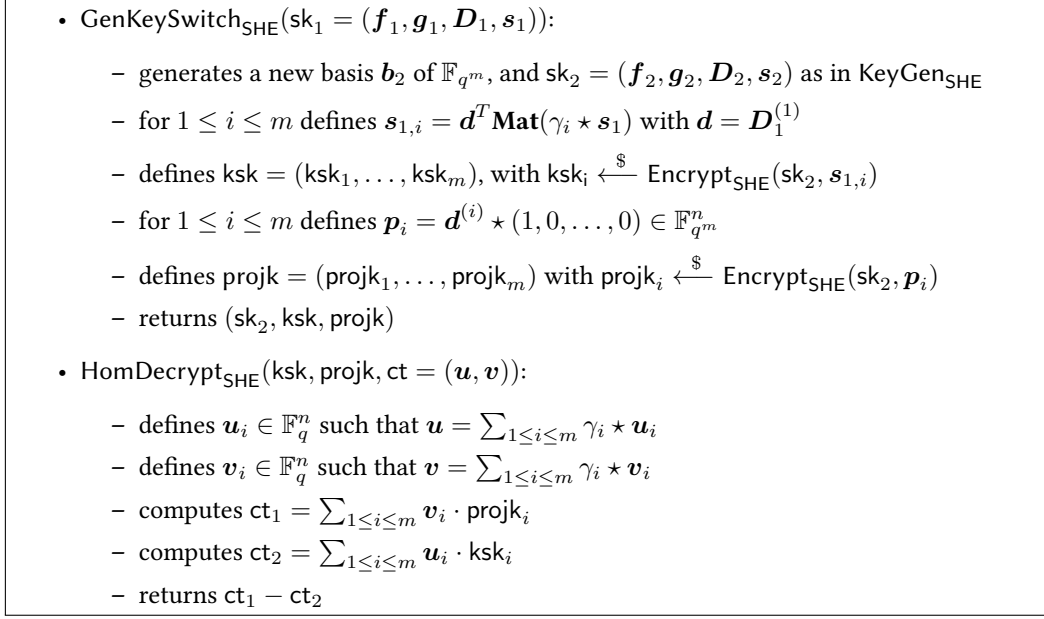 • GenKeySwitch_SHE(sk_1 = (f_1, g_1, D_1, s_1)):
– generates a new basis b_2 of 𝔽_{q^m}, and sk_2 = (f_2, g_2, D_2, s_2) as in KeyGen_SHE
– for 1 ≤ i ≤ m defines s_{1,i} = d^T Mat(γ_i ⋆ s_1) with d = D_1^{(1)}
– defines ksk = (ksk_1, …, ksk_m), with ksk_i ←$ Encrypt_SHE(sk_2, s_{1,i})
– for 1 ≤ i ≤ m defines p_i = d^{(i)} ⋆ (1, 0, …, 0) ∈ 𝔽_{q^m}^n
– defines projk = (projk_1, …, projk_m) with projk_i ←$ Encrypt_SHE(sk_2, p_i)
– returns (sk_2, ksk, projk)
• HomDecrypt_SHE(ksk, projk, ct = (u, v)):
– defines u_i ∈ 𝔽_q^n such that u = ∑_{1≤i≤m} γ_i ⋆ u_i
– defines v_i ∈ 𝔽_q^n such that v = ∑_{1≤i≤m} γ_i ⋆ v_i
– computes ct_1 = ∑_{1≤i≤m} v_i · projk_i
– computes ct_2 = ∑_{1≤i≤m} u_i · ksk_i
– returns ct_1 − ct_2